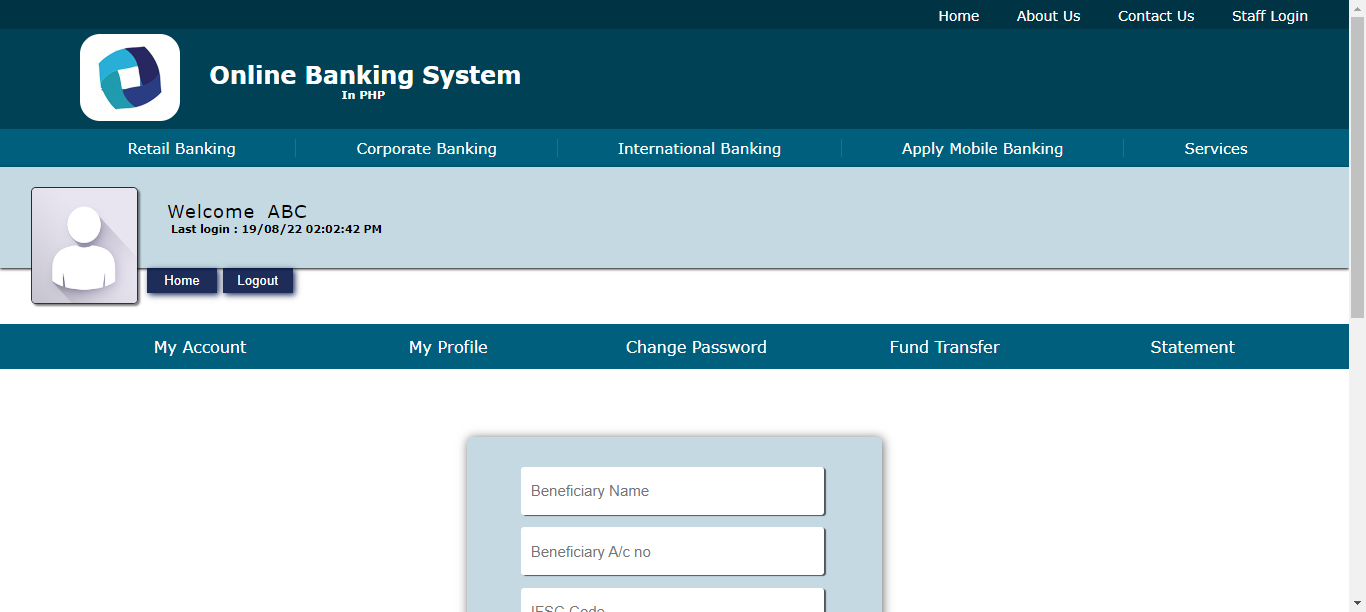 Home About Us Contact Us Staff Login
Online Banking System
In PHP
Retail Banking Corporate Banking International Banking Apply Mobile Banking Services
Welcome ABC
Last login : 19/08/22 02:02:42 PM
Home Logout
My Account My Profile Change Password Fund Transfer Statement
Beneficiary Name
Beneficiary A/c no
IFSC Code